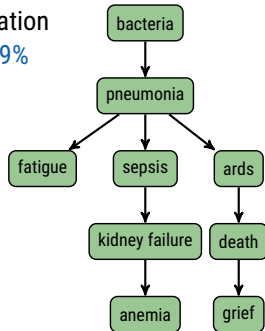 ation
9%
bacteria
pneumonia
fatigue
sepsis
ards
kidney failure
death
anemia
grief